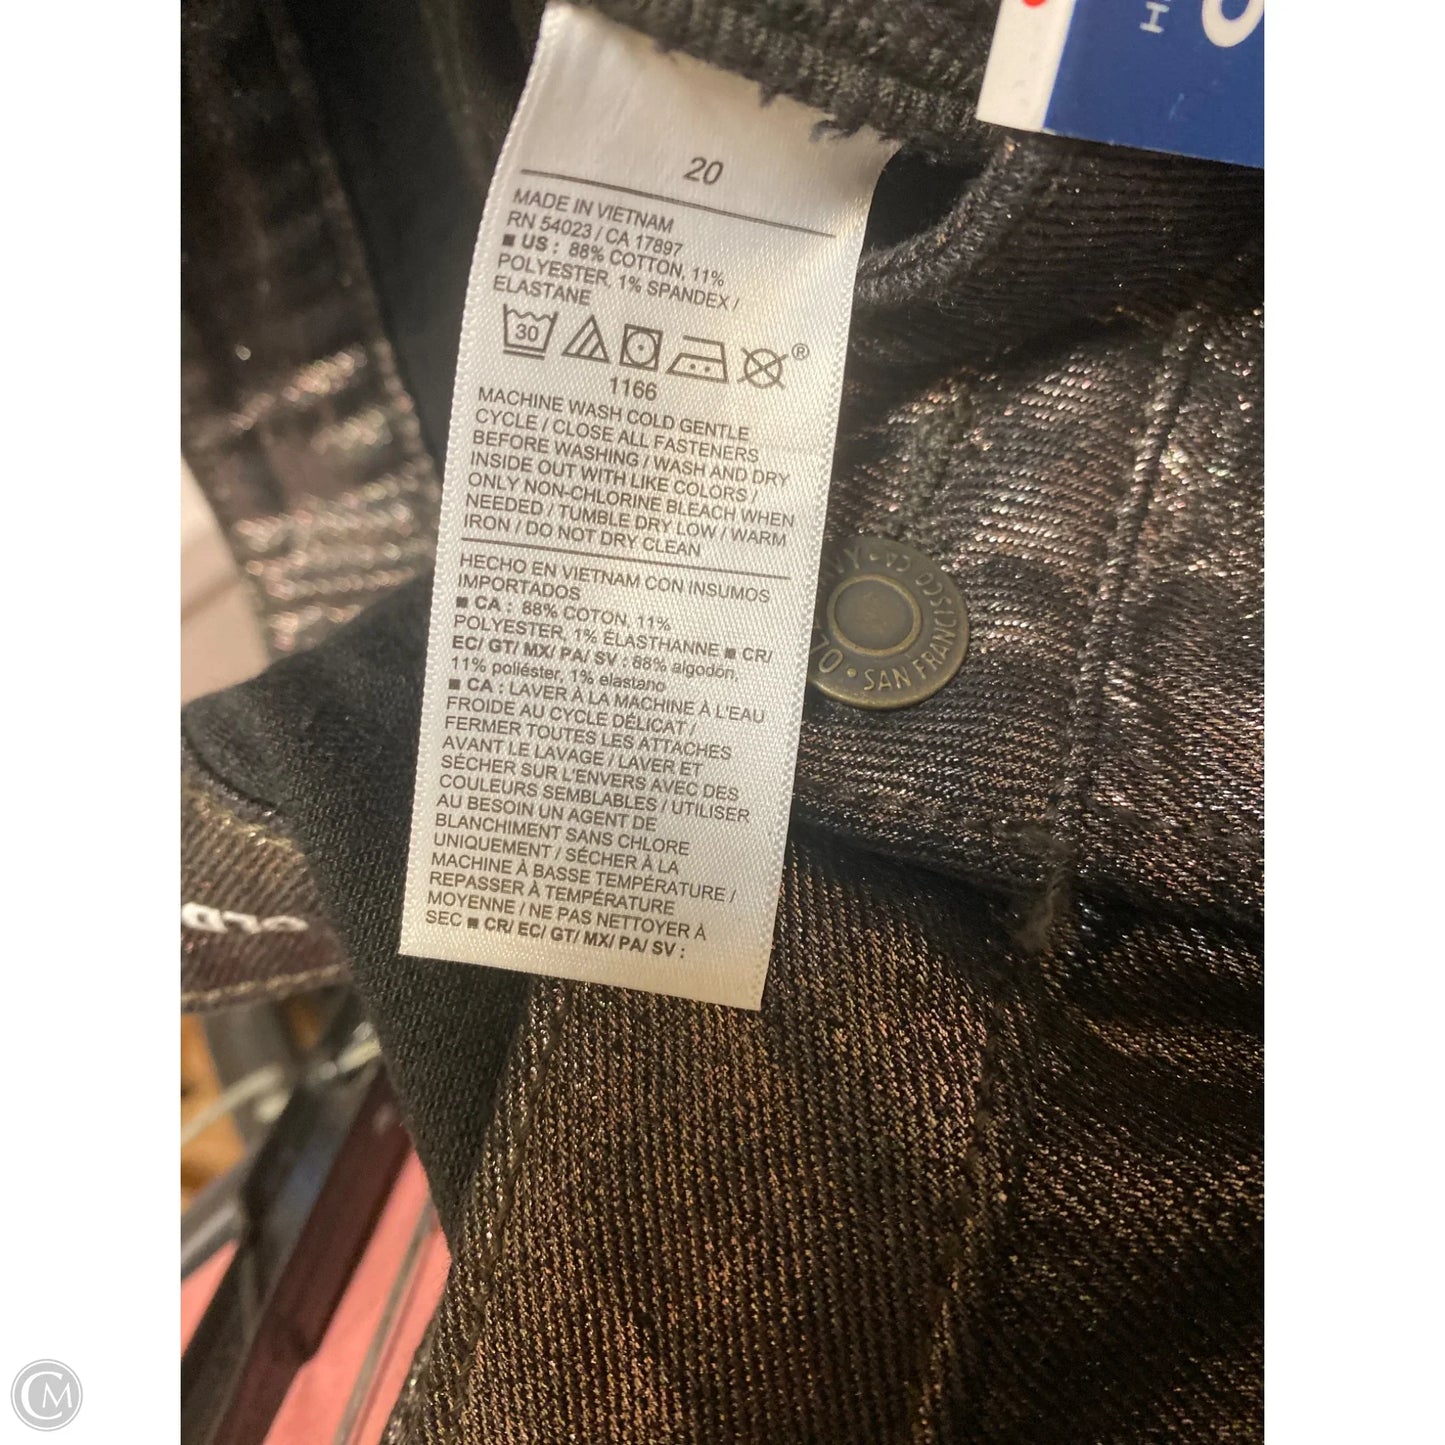 20
MADE IN VIETNAM
RN 54023 / CA 17897
■ US : 88% COTTON, 11%
POLYESTER, 1% SPANDEX /
ELASTANE
30
®
1166
MACHINE WASH COLD GENTLE
CYCLE / CLOSE ALL FASTENERS
BEFORE WASHING / WASH AND DRY
INSIDE OUT WITH LIKE COLORS /
ONLY NON-CHLORINE BLEACH WHEN
NEEDED / TUMBLE DRY LOW / WARM
IRON / DO NOT DRY CLEAN
HECHO EN VIETNAM CON INSUMOS
IMPORTADOS
■ CA : 88% COTON, 11%
POLYESTER, 1% ÉLASTHANNE ■ CR/
EC/ GT/ MX/ PA/ SV : 88% algodón,
11% poliéster, 1% elastano
■ CA : LAVER À LA MACHINE À L'EAU
FROIDE AU CYCLE DÉLICAT /
FERMER TOUTES LES ATTACHES
AVANT LE LAVAGE / LAVER ET
SÉCHER SUR L'ENVERS AVEC DES
COULEURS SEMBLABLES / UTILISER
AU BESOIN UN AGENT DE
BLANCHIMENT SANS CHLORE
UNIQUEMENT / SÉCHER À LA
MACHINE À BASSE TEMPÉRATURE /
REPASSER À TEMPÉRATURE
MOYENNE / NE PAS NETTOYER À
SEC ■ CR/ EC/ GT/ MX/ PA/ SV :
SAN FRANCISCO CA
OLD
CM